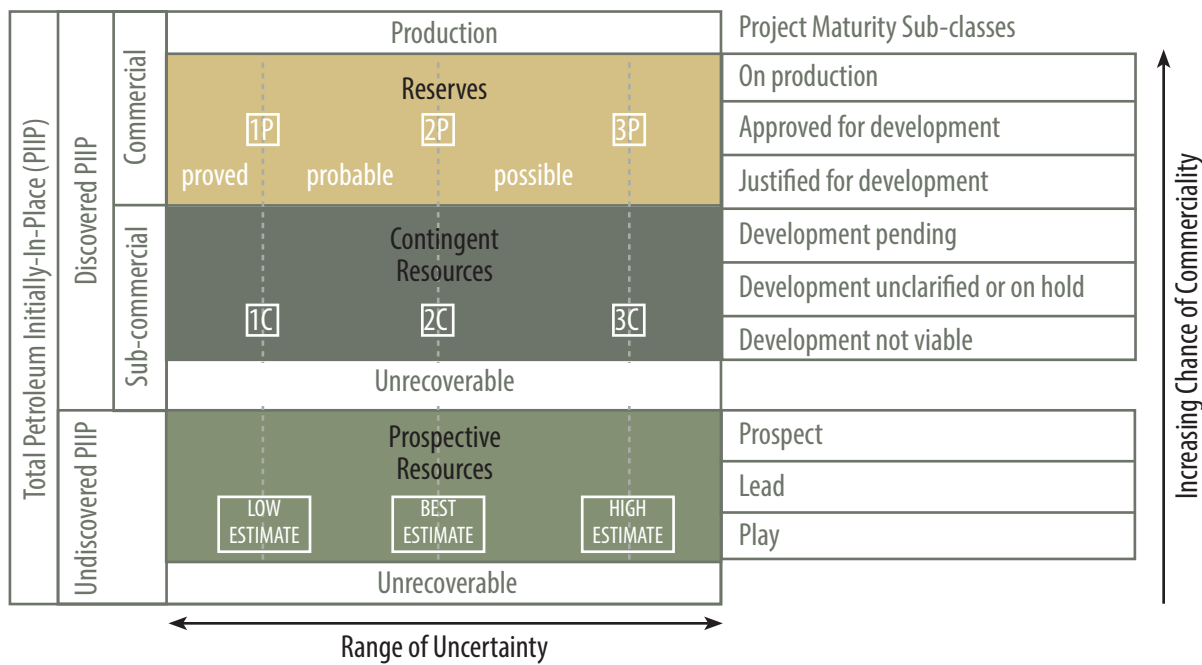 Total Petroleum Initially-In-Place (PIIP)
Discovered PIIP
Undiscovered PIIP
Commercial
Sub-commercial
Production
Reserves
1P
2P
3P
proved
probable
possible
Contingent
Resources
1C
2C
3C
Unrecoverable
Prospective
Resources
LOW
ESTIMATE
BEST
ESTIMATE
HIGH
ESTIMATE
Unrecoverable
Range of Uncertainty
Project Maturity Sub-classes
On production
Approved for development
Justified for development
Development pending
Development unclarified or on hold
Development not viable
Prospect
Lead
Play
Increasing Chance of Commerciality